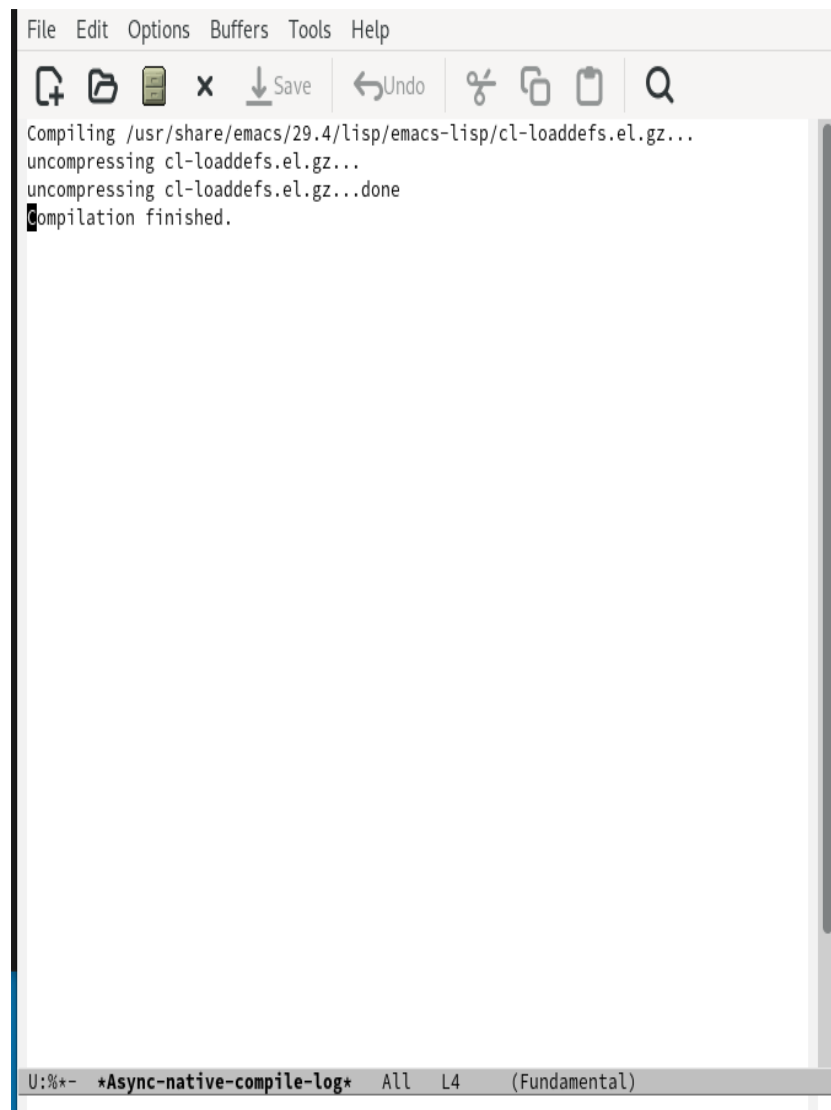 File Edit Options Buffers Tools Help
Save Undo
Compiling /usr/share/emacs/29.4/lisp/emacs-lisp/cl-loaddefs.el.gz...
uncompressing cl-loaddefs.el.gz...
uncompressing cl-loaddefs.el.gz...done
Compilation finished.
U:%*- *Async-native-compile-log* All L4 (Fundamental)